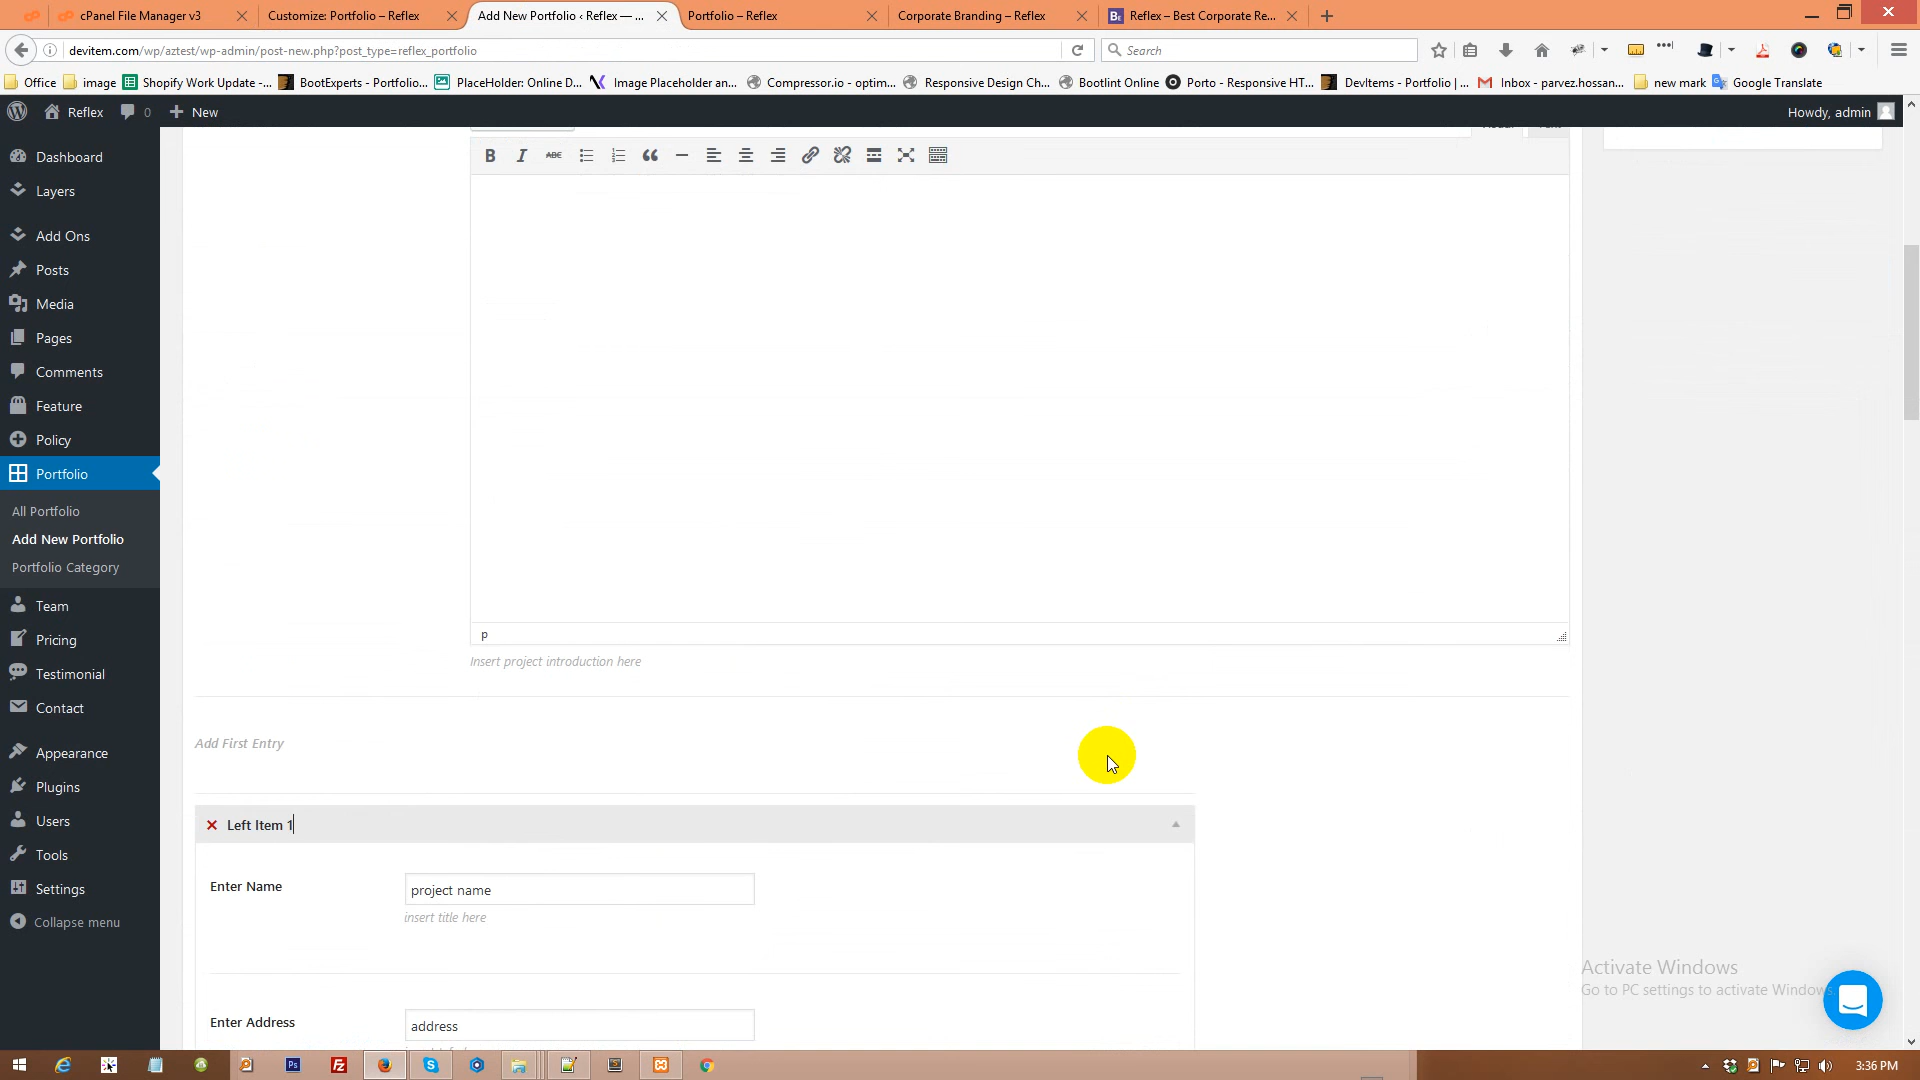 cPanel File Manager v3
Customize: Portfolio – Reflex
Add New Portfolio ‹ Reflex — ...
Portfolio – Reflex
Corporate Branding – Reflex
Reflex – Best Corporate Re...
devitem.com/wp/aztest/wp-admin/post-new.php?post_type=reflex_portfolio
Search
Office
image
Shopify Work Update -...
BootExperts - Portfolio...
PlaceHolder: Online D...
Image Placeholder an...
Compressor.io - optim...
Responsive Design Ch...
Bootlint Online
Porto - Responsive HT...
DevItems - Portfolio | ...
Inbox - parvez.hossan...
new mark
Google Translate
Reflex
0
New
Howdy, admin
Dashboard
Layers
Add Ons
Posts
Media
Pages
Comments
Feature
Policy
Portfolio
All Portfolio
Add New Portfolio
Portfolio Category
Team
Pricing
Testimonial
Contact
Appearance
Plugins
Users
Tools
Settings
Collapse menu
B
I
ABC
p
Insert project introduction here
Add First Entry
Left Item 1
Enter Name
project name
insert title here
Enter Address
address
Activate Windows
Go to PC settings to activate Windows
3:36 PM